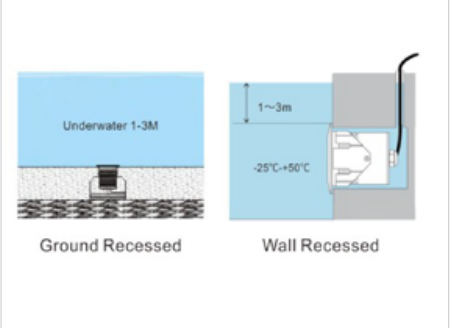 Underwater 1-3M
1~3m
-25℃-+50℃
Ground Recessed
Wall Recessed